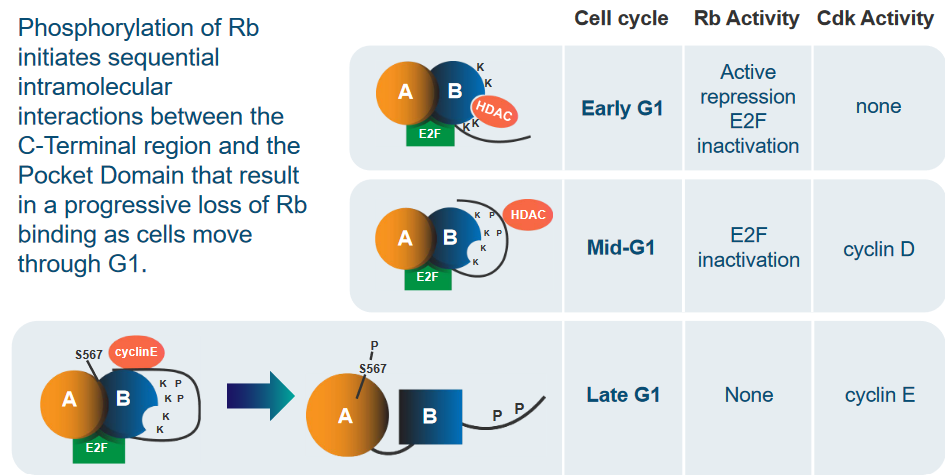 Phosphorylation of Rb
initiates sequential
intramolecular
interactions between the
C-Terminal region and the
Pocket Domain that result
in a progressive loss of Rb
binding as cells move
through G1.
Cell cycle Rb Activity Cdk Activity
A B K K HDAC K K E2F
Early G1
Active
repression
E2F
inactivation
none
A B K P HDAC K P K K E2F
Mid-G1
E2F
inactivation
cyclin D
S567 cyclinE
A B K P K P K K E2F
P
S567
A B P P
Late G1
None
cyclin E